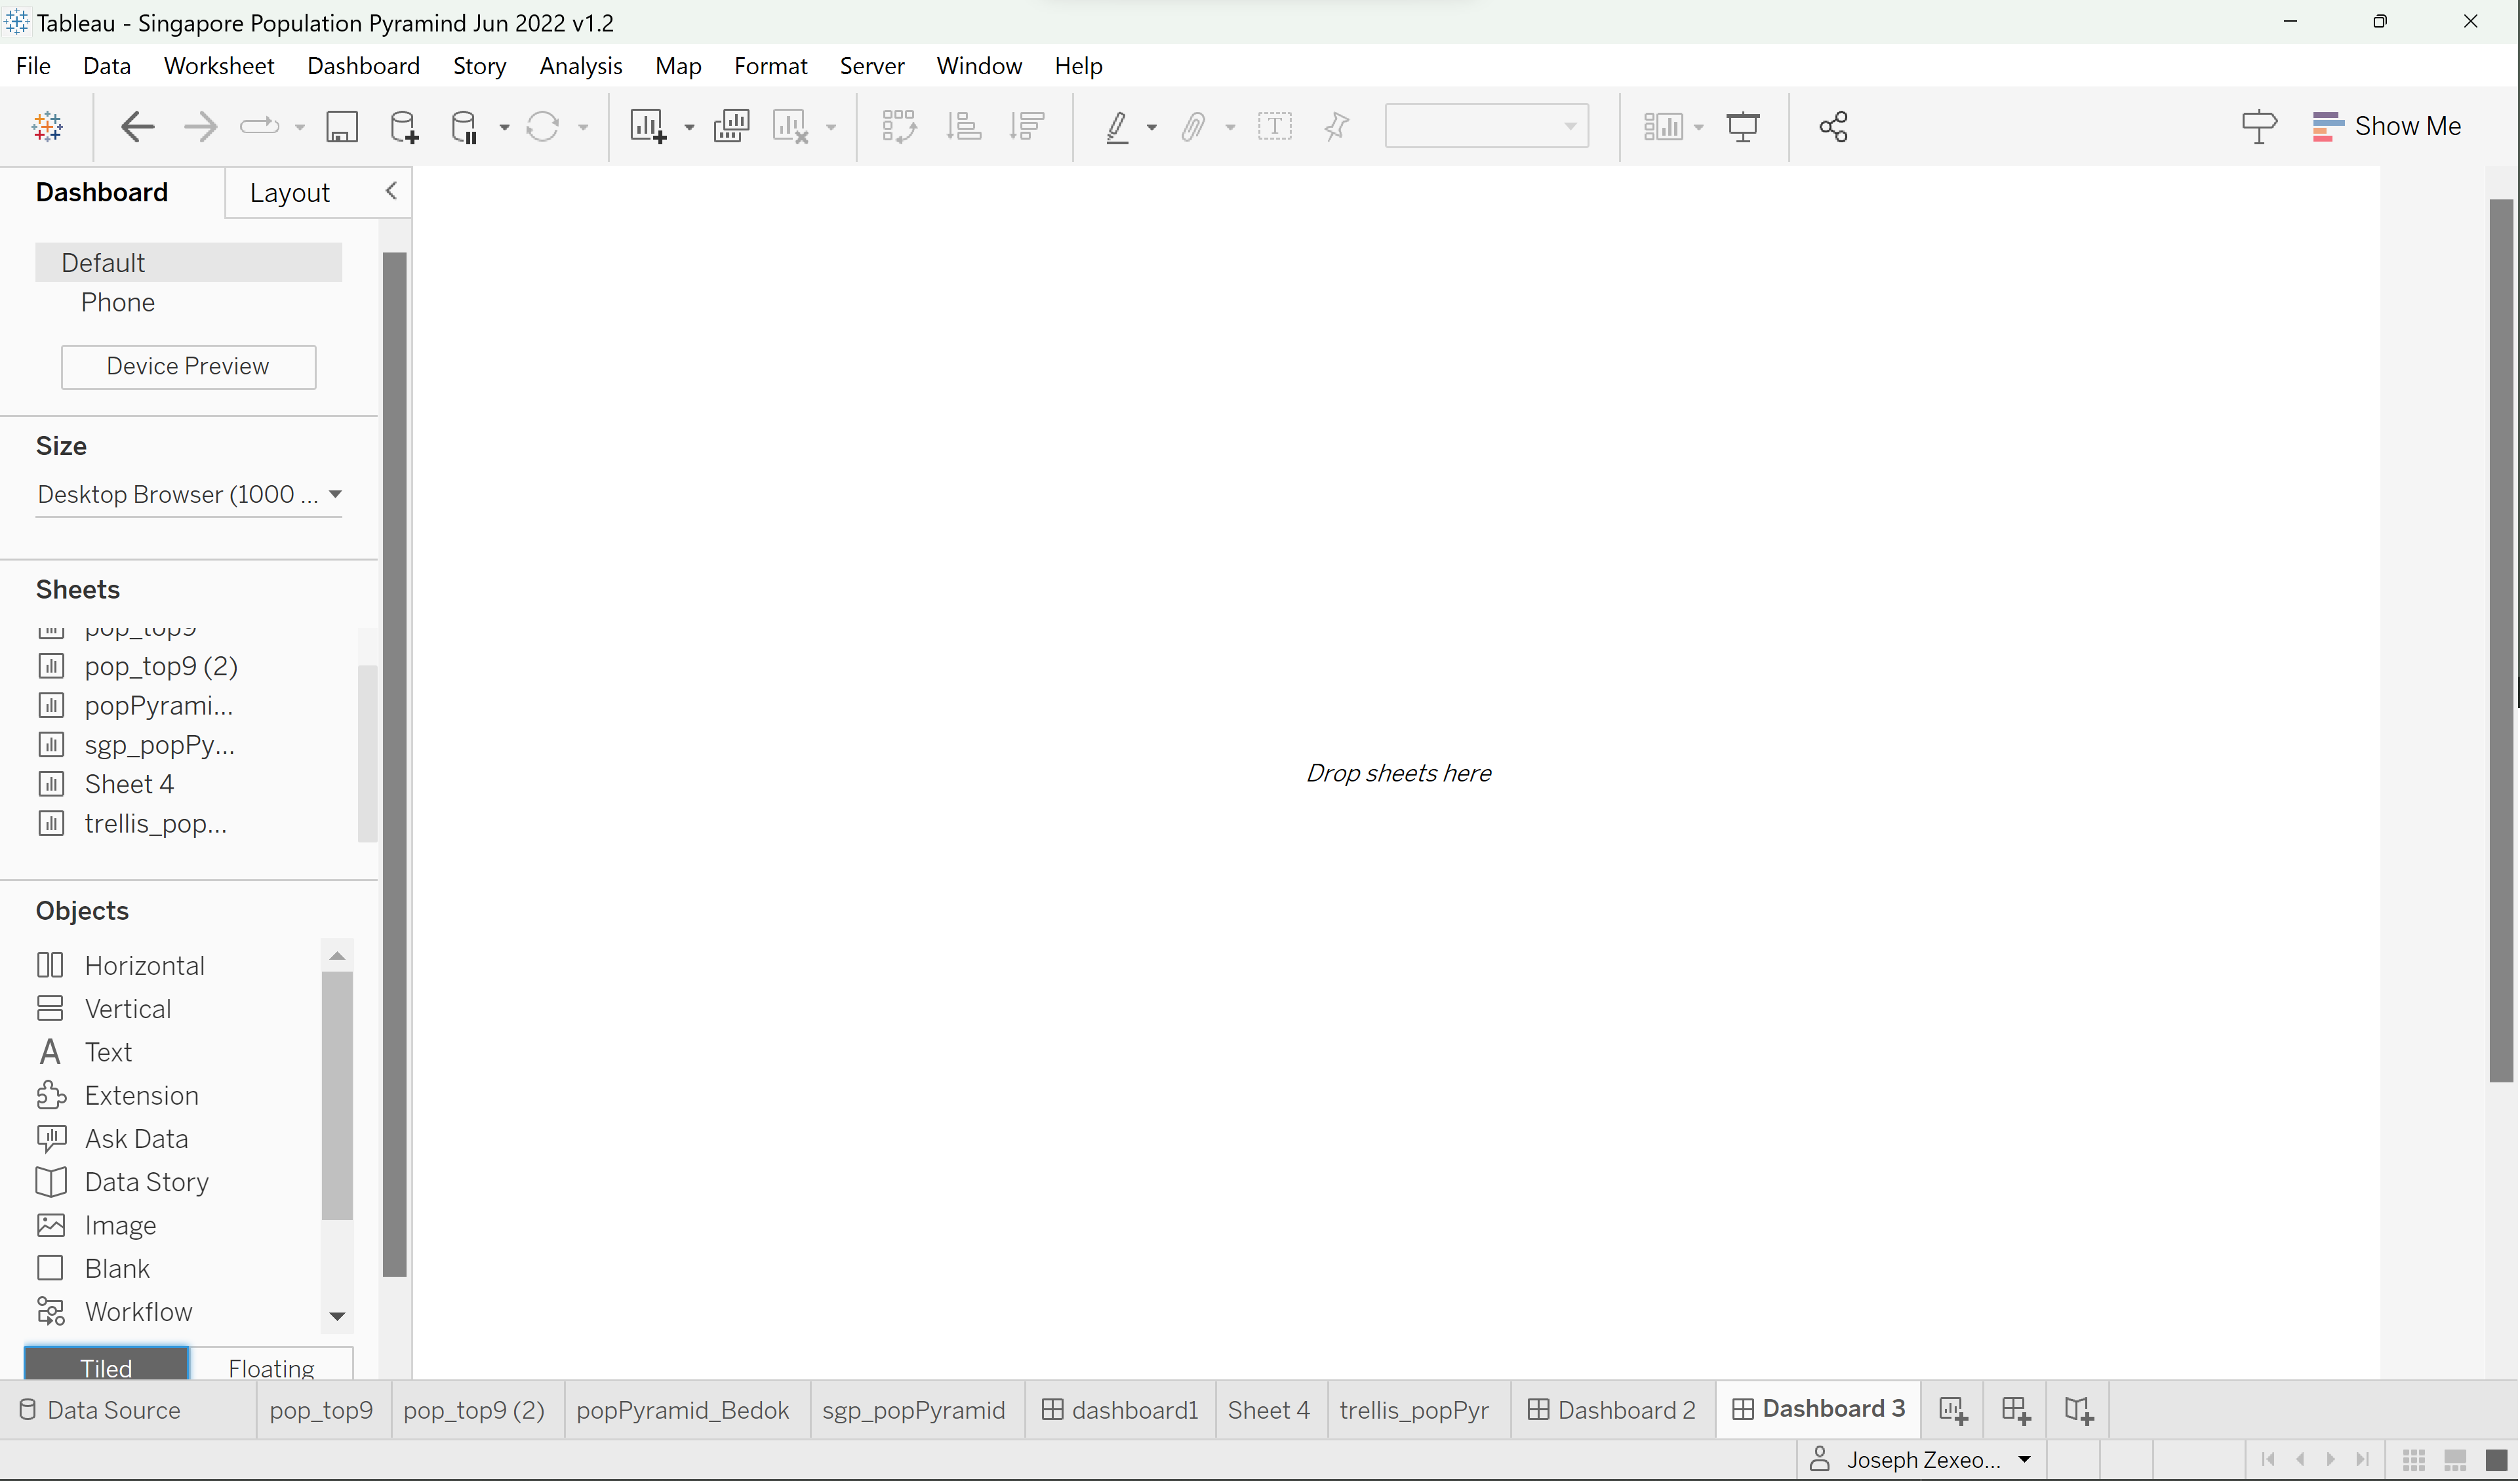 Tableau - Singapore Population Pyramind Jun 2022 v1.2
File Data Worksheet Dashboard Story Analysis Map Format Server Window Help
Show Me
Dashboard Layout
Default
Phone
Device Preview
Size
Desktop Browser (1000 ...
Sheets
pop_top9
pop_top9 (2)
popPyrami...
sgp_popPy...
Sheet 4
trellis_pop...
Drop sheets here
Objects
Horizontal
Vertical
Text
Extension
Ask Data
Data Story
Image
Blank
Workflow
Tiled Floating
Data Source pop_top9 pop_top9 (2) popPyramid_Bedok sgp_popPyramid dashboard1 Sheet 4 trellis_popPyr Dashboard 2 Dashboard 3
Joseph Zexeo...